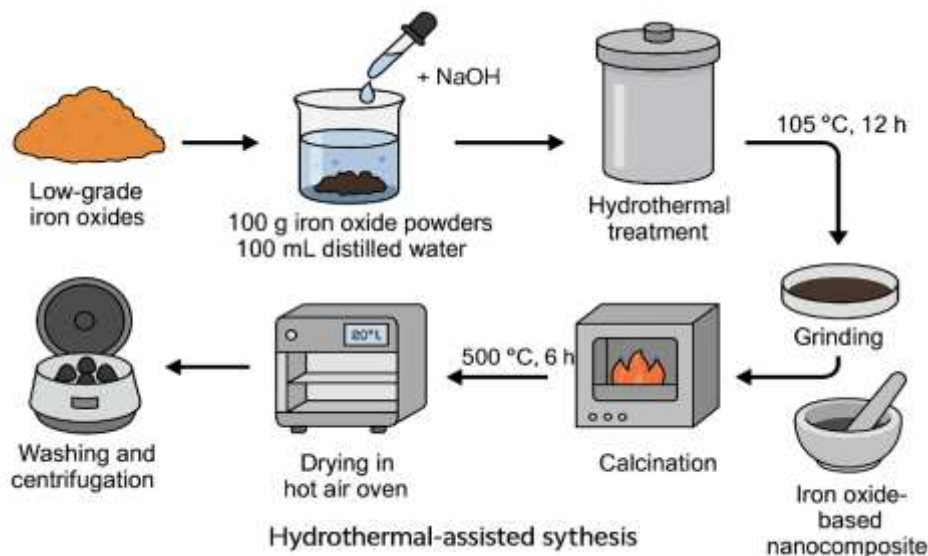 + NaOH
Low-grade
iron oxides
100 g iron oxide powders
100 mL distilled water
Hydrothermal
treatment
105 °C, 12 h
Grinding
Iron oxide-
based
nanocomposite
500 °C, 6 h
Calcination
Drying in
hot air oven
Washing and
centrifugation
Hydrothermal-assisted sythesis